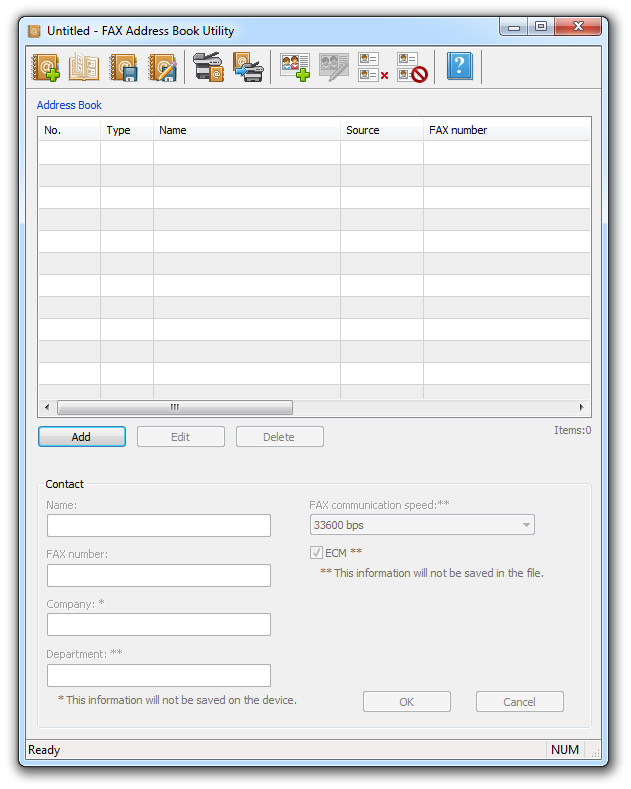 Untitled - FAX Address Book Utility
Address Book
No. Type Name Source FAX number
Add Edit Delete Items:0
Contact
Name: FAX communication speed:**
33600 bps
FAX number: ECM **
** This information will not be saved in the file.
Company: *
Department: **
* This information will not be saved on the device. OK Cancel
Ready NUM